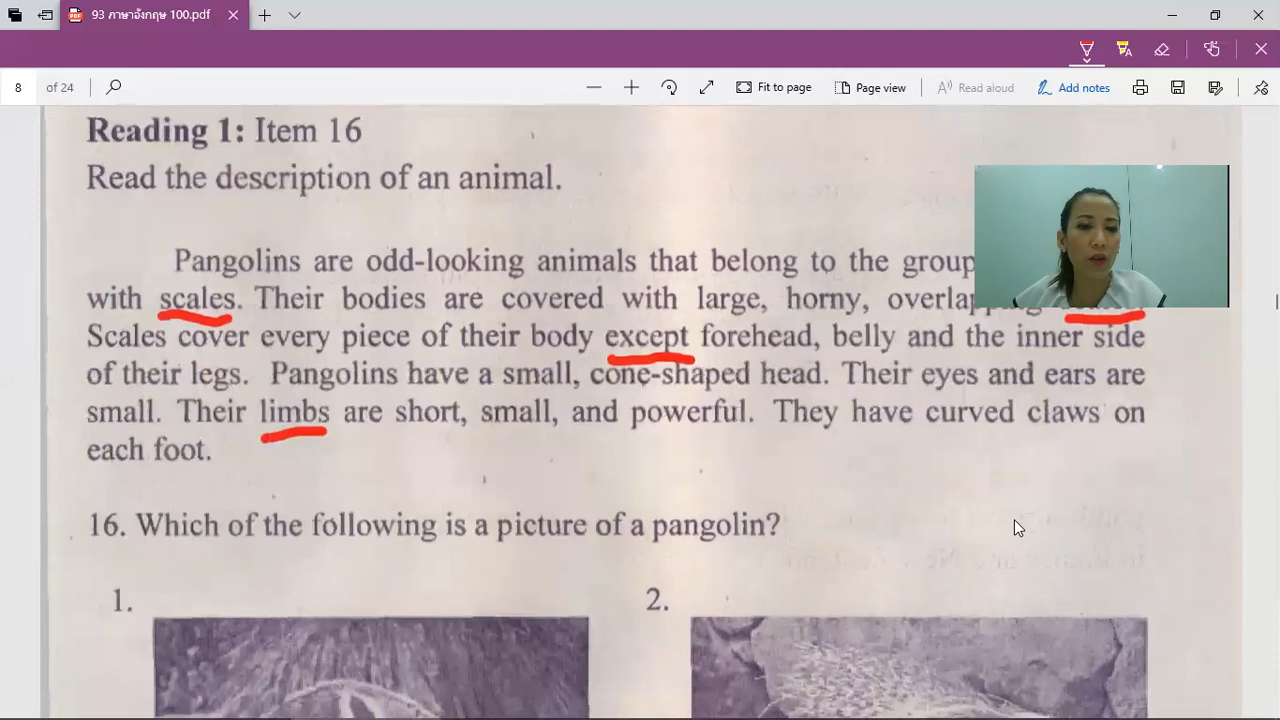 93 ภาษาอังกฤษ 100.pdf
8 of 24 Fit to page Page view Read aloud Add notes
Reading 1: Item 16
Read the description of an animal.
Pangolins are odd-looking animals that belong to the group
with scales. Their bodies are covered with large, horny,
Scales cover every piece of their body except forehead, belly and the inner side
of their legs. Pangolins have a small, cone-shaped head. Their eyes and ears are
small. Their limbs are short, small, and powerful. They have curved claws on
each foot.
16. Which of the following is a picture of a pangolin?
1. 2.